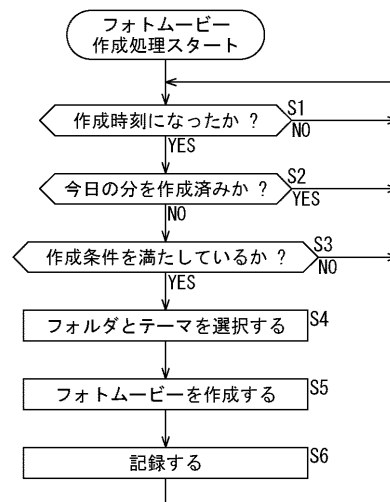 フォトムービー
作成処理スタート
作成時刻になったか ?
S1
NO
YES
今日の分を作成済みか ?
S2
YES
NO
作成条件を満たしているか ?
S3
NO
YES
フォルダとテーマを選択する
S4
フォトムービーを作成する
S5
記録する
S6